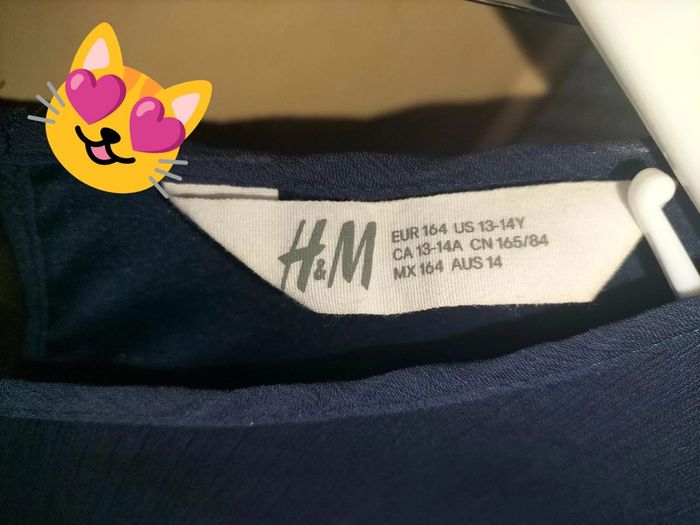 H&M
EUR 164 US 13-14Y
CA 13-14A CN 165/84
MX 164 AUS 14